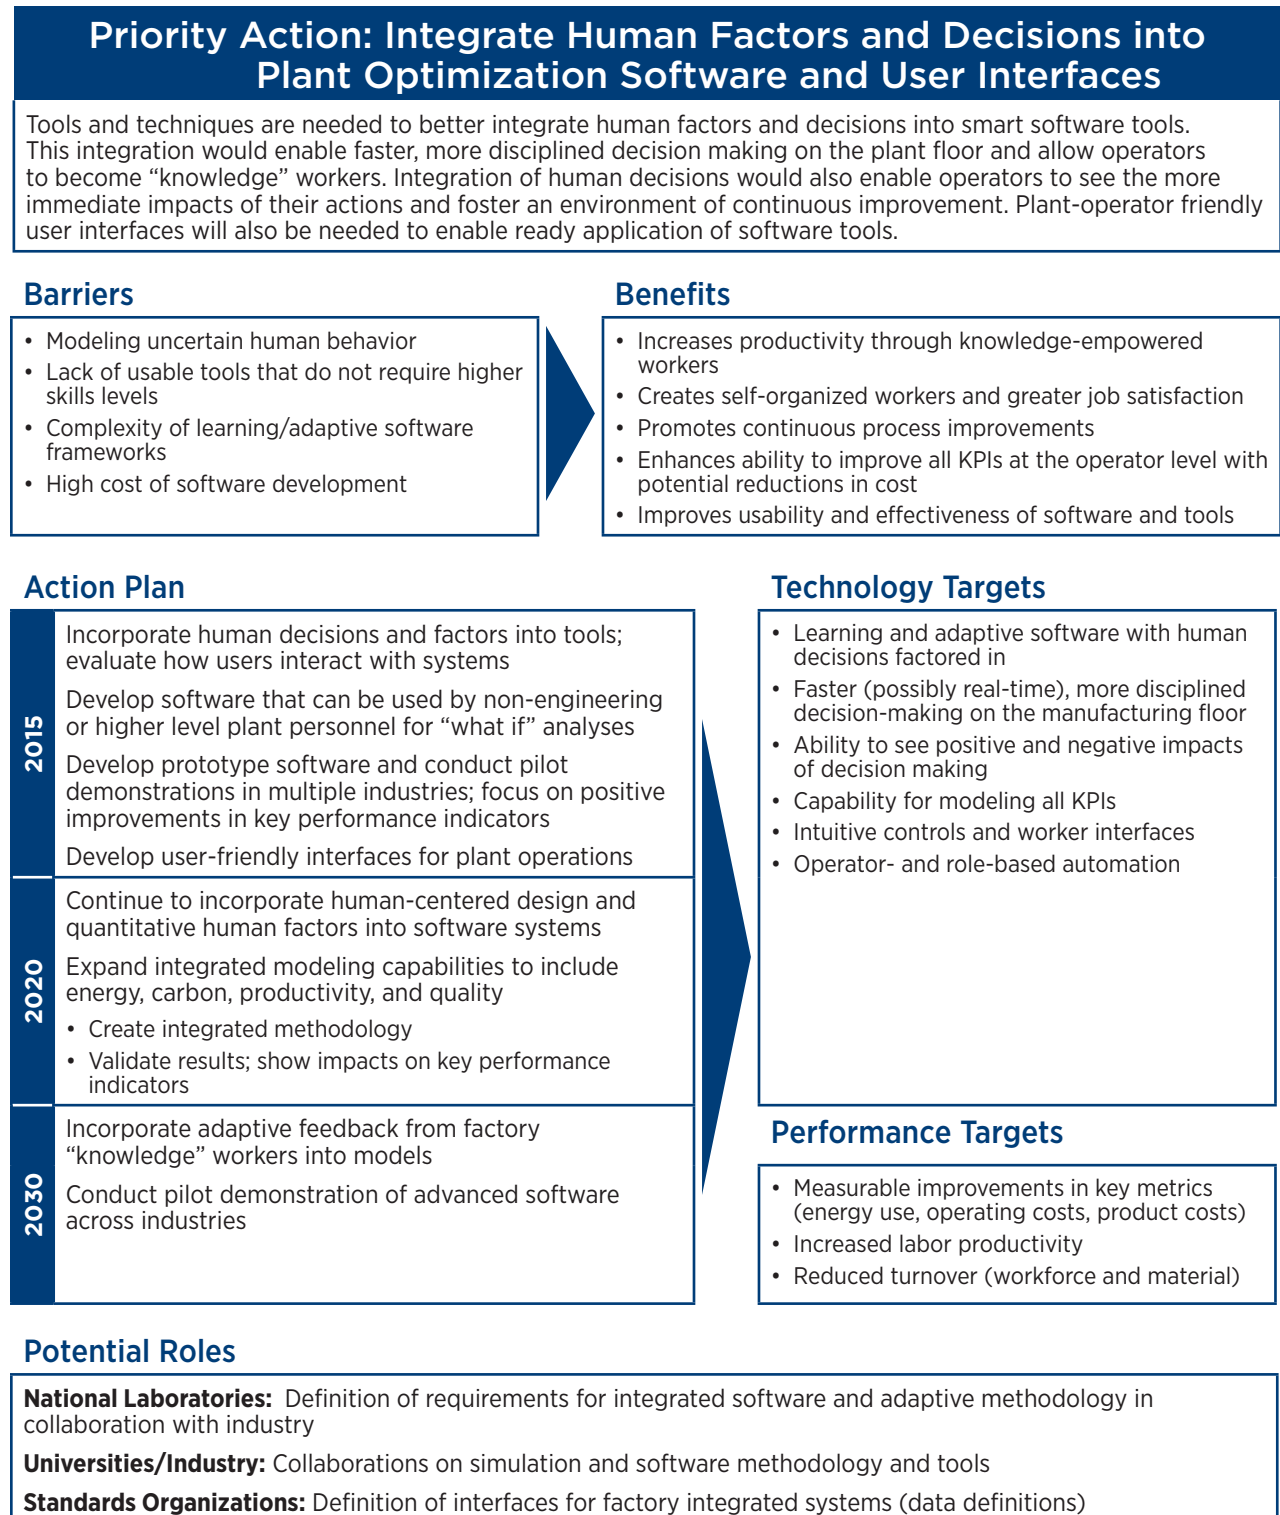 Priority Action: Integrate Human Factors and Decisions into
Plant Optimization Software and User Interfaces
Tools and techniques are needed to better integrate human factors and decisions into smart software tools.
This integration would enable faster, more disciplined decision making on the plant floor and allow operators
to become “knowledge” workers. Integration of human decisions would also enable operators to see the more
immediate impacts of their actions and foster an environment of continuous improvement. Plant-operator friendly
user interfaces will also be needed to enable ready application of software tools.
Barriers
• Modeling uncertain human behavior
• Lack of usable tools that do not require higher
skills levels
• Complexity of learning/adaptive software
frameworks
• High cost of software development
Benefits
• Increases productivity through knowledge-empowered
workers
• Creates self-organized workers and greater job satisfaction
• Promotes continuous process improvements
• Enhances ability to improve all KPIs at the operator level with
potential reductions in cost
• Improves usability and effectiveness of software and tools
Action Plan
2015
Incorporate human decisions and factors into tools;
evaluate how users interact with systems
Develop software that can be used by non-engineering
or higher level plant personnel for “what if” analyses
Develop prototype software and conduct pilot
demonstrations in multiple industries; focus on positive
improvements in key performance indicators
Develop user-friendly interfaces for plant operations
2020
Continue to incorporate human-centered design and
quantitative human factors into software systems
Expand integrated modeling capabilities to include
energy, carbon, productivity, and quality
• Create integrated methodology
• Validate results; show impacts on key performance
indicators
2030
Incorporate adaptive feedback from factory
“knowledge” workers into models
Conduct pilot demonstration of advanced software
across industries
Technology Targets
• Learning and adaptive software with human
decisions factored in
• Faster (possibly real-time), more disciplined
decision-making on the manufacturing floor
• Ability to see positive and negative impacts
of decision making
• Capability for modeling all KPIs
• Intuitive controls and worker interfaces
• Operator- and role-based automation
Performance Targets
• Measurable improvements in key metrics
(energy use, operating costs, product costs)
• Increased labor productivity
• Reduced turnover (workforce and material)
Potential Roles
National Laboratories: Definition of requirements for integrated software and adaptive methodology in
collaboration with industry
Universities/Industry: Collaborations on simulation and software methodology and tools
Standards Organizations: Definition of interfaces for factory integrated systems (data definitions)